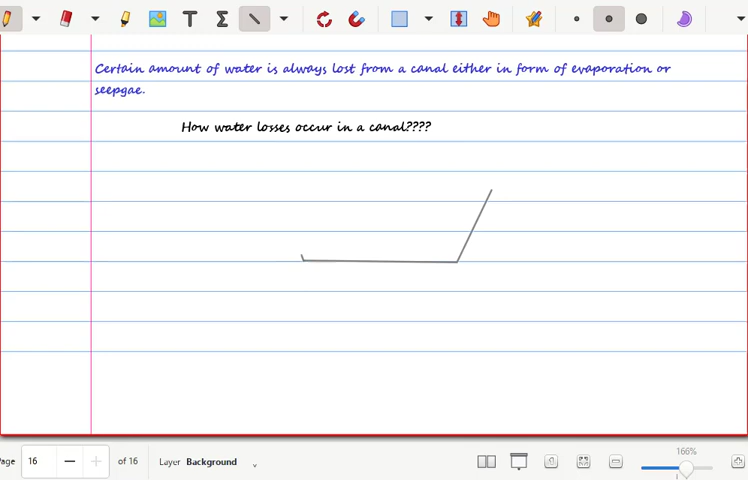 Certain amount of water is always lost from a canal either in form of evaporation or
seepgae.
How water losses occur in a canal????
Page 16 of 16 Layer Background 166%